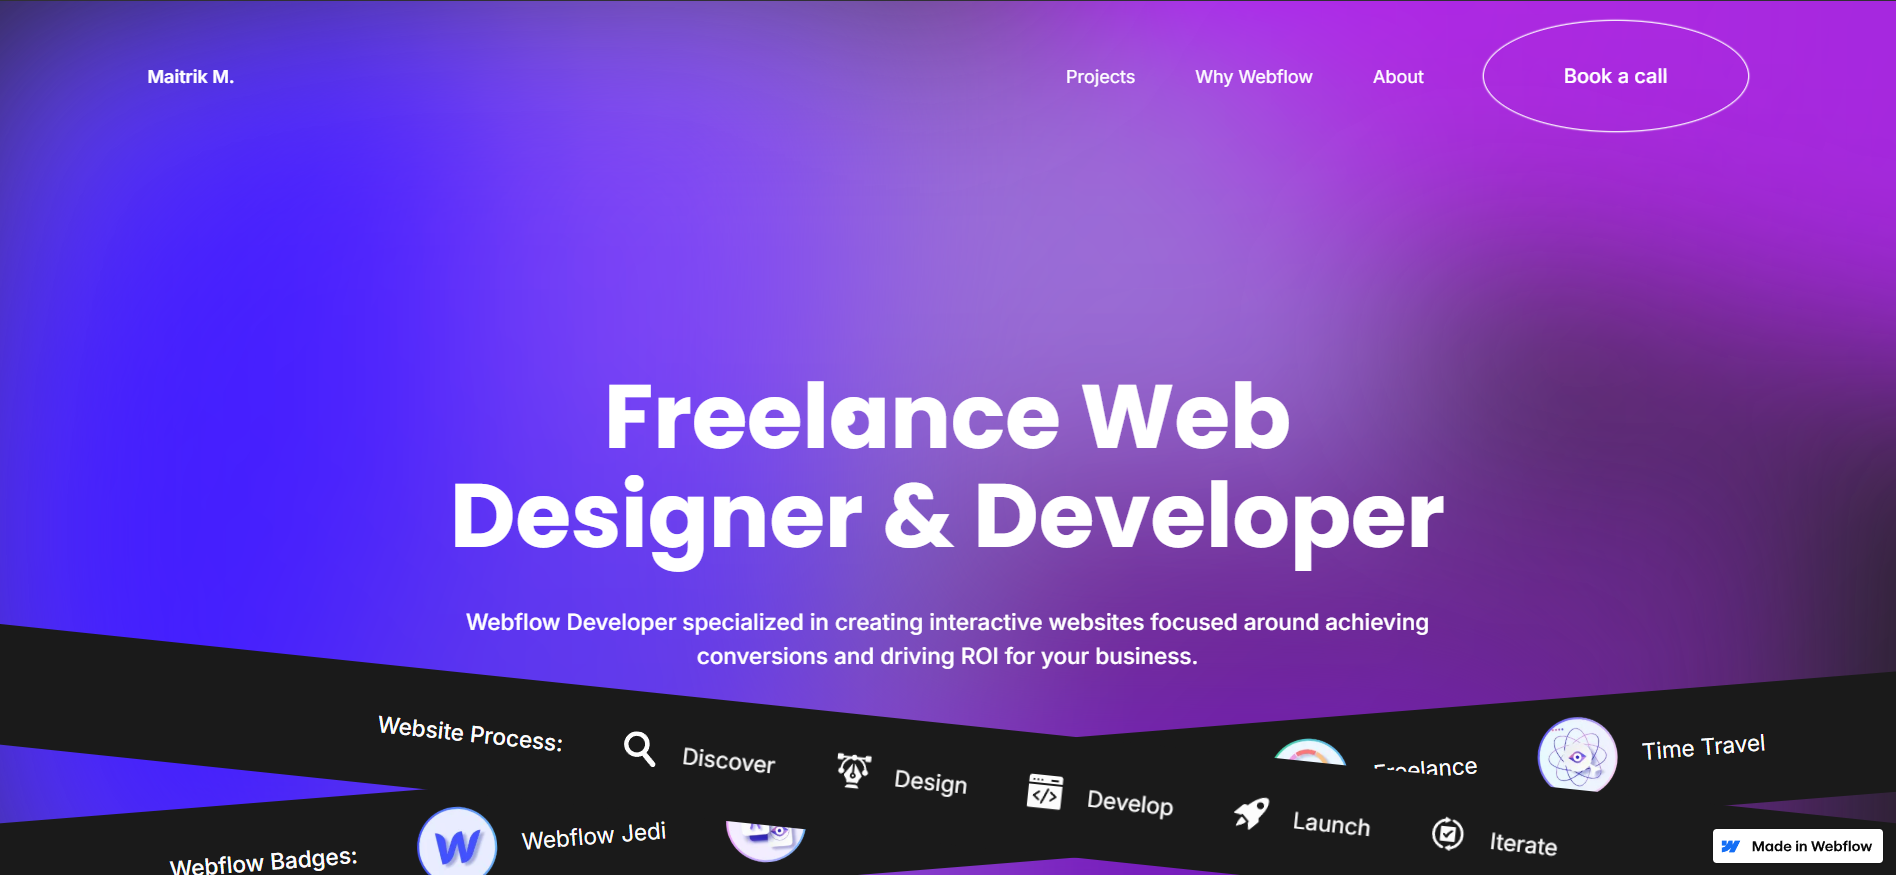 Maitrik M.
Projects
Why Webflow
About
Book a call
Freelance Web
Designer & Developer
Webflow Developer specialized in creating interactive websites focused around achieving
conversions and driving ROI for your business.
Website Process:
Discover
Design
Develop
Launch
Iterate
Webflow Badges:
Webflow Jedi
Freelance
Time Travel
Made in Webflow